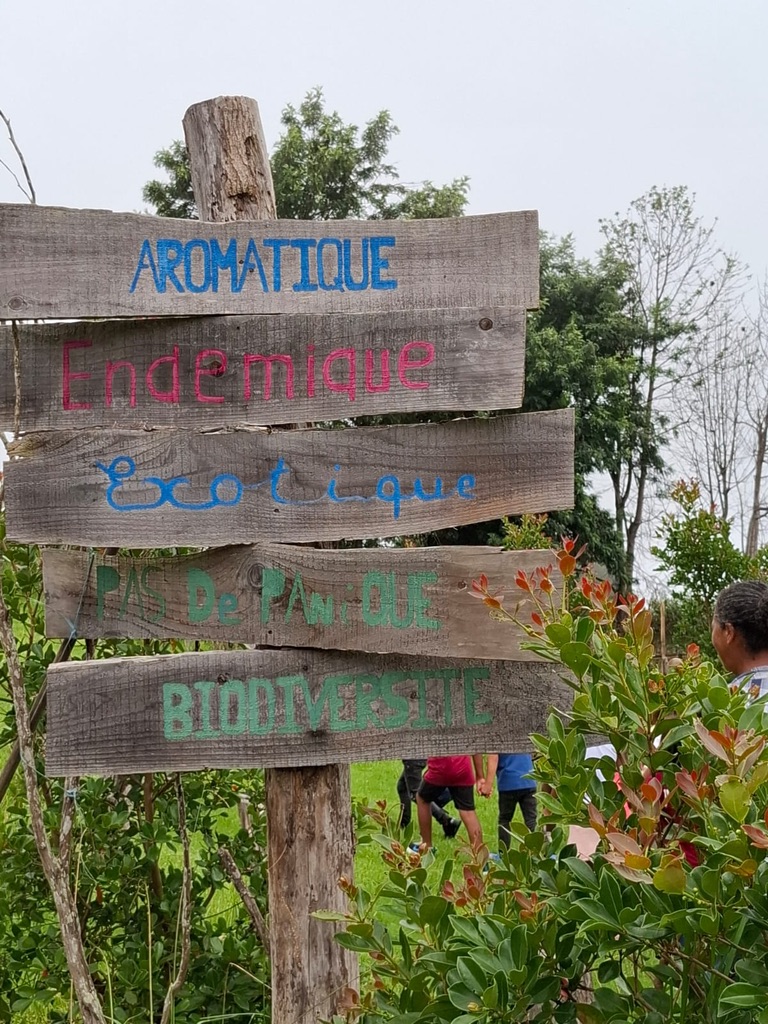 AROMATIQUE
Endemique
Exotique
PAS De PANiQUE
BIODIVERSITE